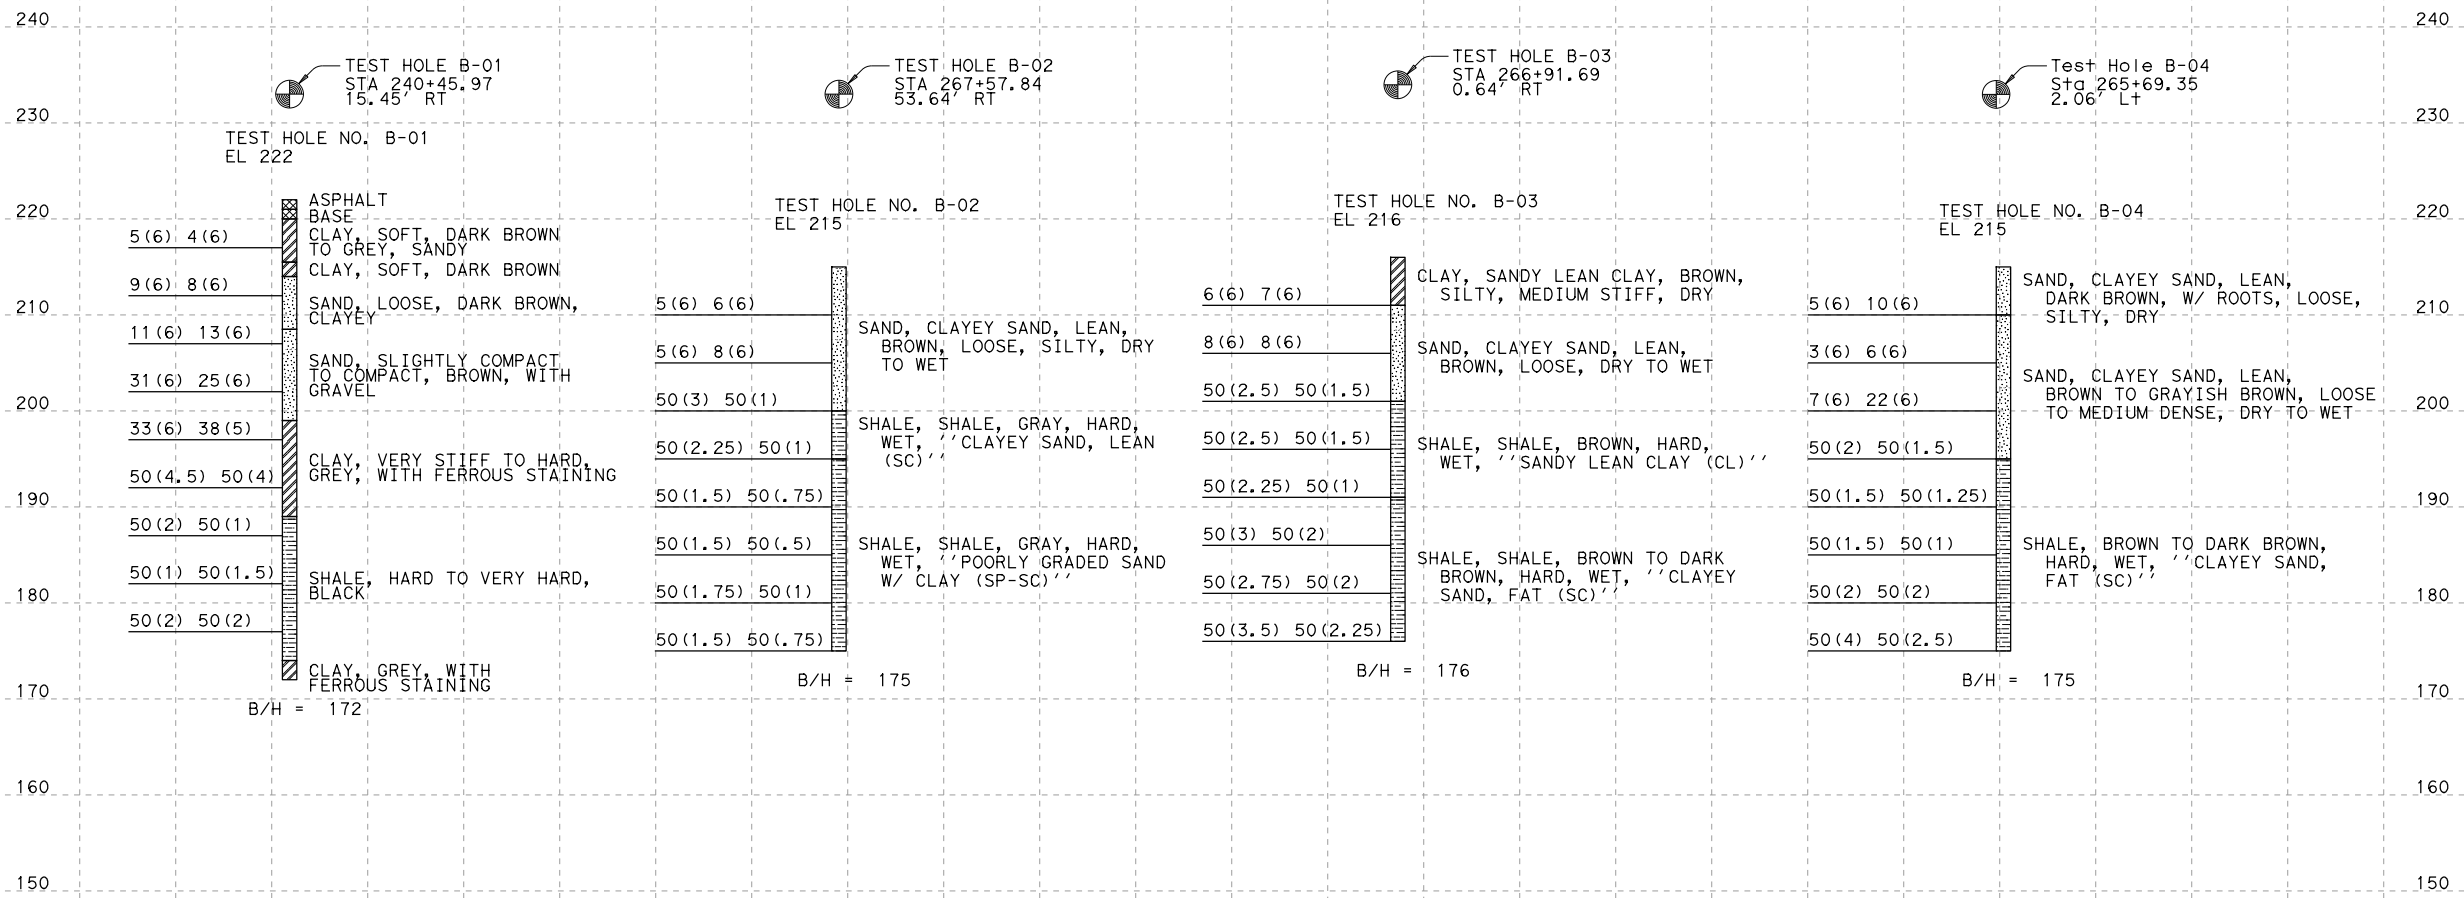 240
240
TEST HOLE B-01
STA 240+45.97
15.45' RT
TEST HOLE B-02
STA 267+57.84
53.64' RT
TEST HOLE B-03
STA 266+91.69
0.64' RT
Test Hole B-04
Sta 265+69.35
2.06' Lt
230
230
TEST HOLE NO. B-01
EL 222
220
ASPHALT
BASE
5(6) 4(6)
CLAY, SOFT, DARK BROWN
TO GREY, SANDY
CLAY, SOFT, DARK BROWN
9(6) 8(6)
SAND, LOOSE, DARK BROWN,
CLAYEY
210
11(6) 13(6)
SAND, SLIGHTLY COMPACT
TO COMPACT, BROWN, WITH
GRAVEL
31(6) 25(6)
200
33(6) 38(5)
CLAY, VERY STIFF TO HARD,
GREY, WITH FERROUS STAINING
50(4.5) 50(4)
190
50(2) 50(1)
50(1) 50(1.5)
SHALE, HARD TO VERY HARD,
BLACK
180
50(2) 50(2)
CLAY, GREY, WITH
FERROUS STAINING
170
B/H = 172
TEST HOLE NO. B-02
EL 215
5(6) 6(6)
SAND, CLAYEY SAND, LEAN,
BROWN, LOOSE, SILTY, DRY
TO WET
5(6) 8(6)
50(3) 50(1)
SHALE, SHALE, GRAY, HARD,
WET, ''CLAYEY SAND, LEAN
(SC)''
50(2.25) 50(1)
50(1.5) 50(.75)
50(1.5) 50(.5)
SHALE, SHALE, GRAY, HARD,
WET, ''POORLY GRADED SAND
W/ CLAY (SP-SC)''
50(1.75) 50(1)
50(1.5) 50(.75)
B/H = 175
TEST HOLE NO. B-03
EL 216
CLAY, SANDY LEAN CLAY, BROWN,
SILTY, MEDIUM STIFF, DRY
6(6) 7(6)
8(6) 8(6)
SAND, CLAYEY SAND, LEAN,
BROWN, LOOSE, DRY TO WET
50(2.5) 50(1.5)
50(2.5) 50(1.5)
SHALE, SHALE, BROWN, HARD,
WET, ''SANDY LEAN CLAY (CL)''
50(2.25) 50(1)
50(3) 50(2)
SHALE, SHALE, BROWN TO DARK
BROWN, HARD, WET, ''CLAYEY
SAND, FAT (SC)''
50(2.75) 50(2)
50(3.5) 50(2.25)
B/H = 176
TEST HOLE NO. B-04
EL 215
220
SAND, CLAYEY SAND, LEAN,
DARK BROWN, W/ ROOTS, LOOSE,
SILTY, DRY
5(6) 10(6)
210
3(6) 6(6)
SAND, CLAYEY SAND, LEAN,
BROWN TO GRAYISH BROWN, LOOSE
TO MEDIUM DENSE, DRY TO WET
7(6) 22(6)
200
50(2) 50(1.5)
50(1.5) 50(1.25)
190
50(1.5) 50(1)
SHALE, BROWN TO DARK BROWN,
HARD, WET, ''CLAYEY SAND,
FAT (SC)''
50(2) 50(2)
180
50(4) 50(2.5)
B/H = 175
170
160
160
150
150